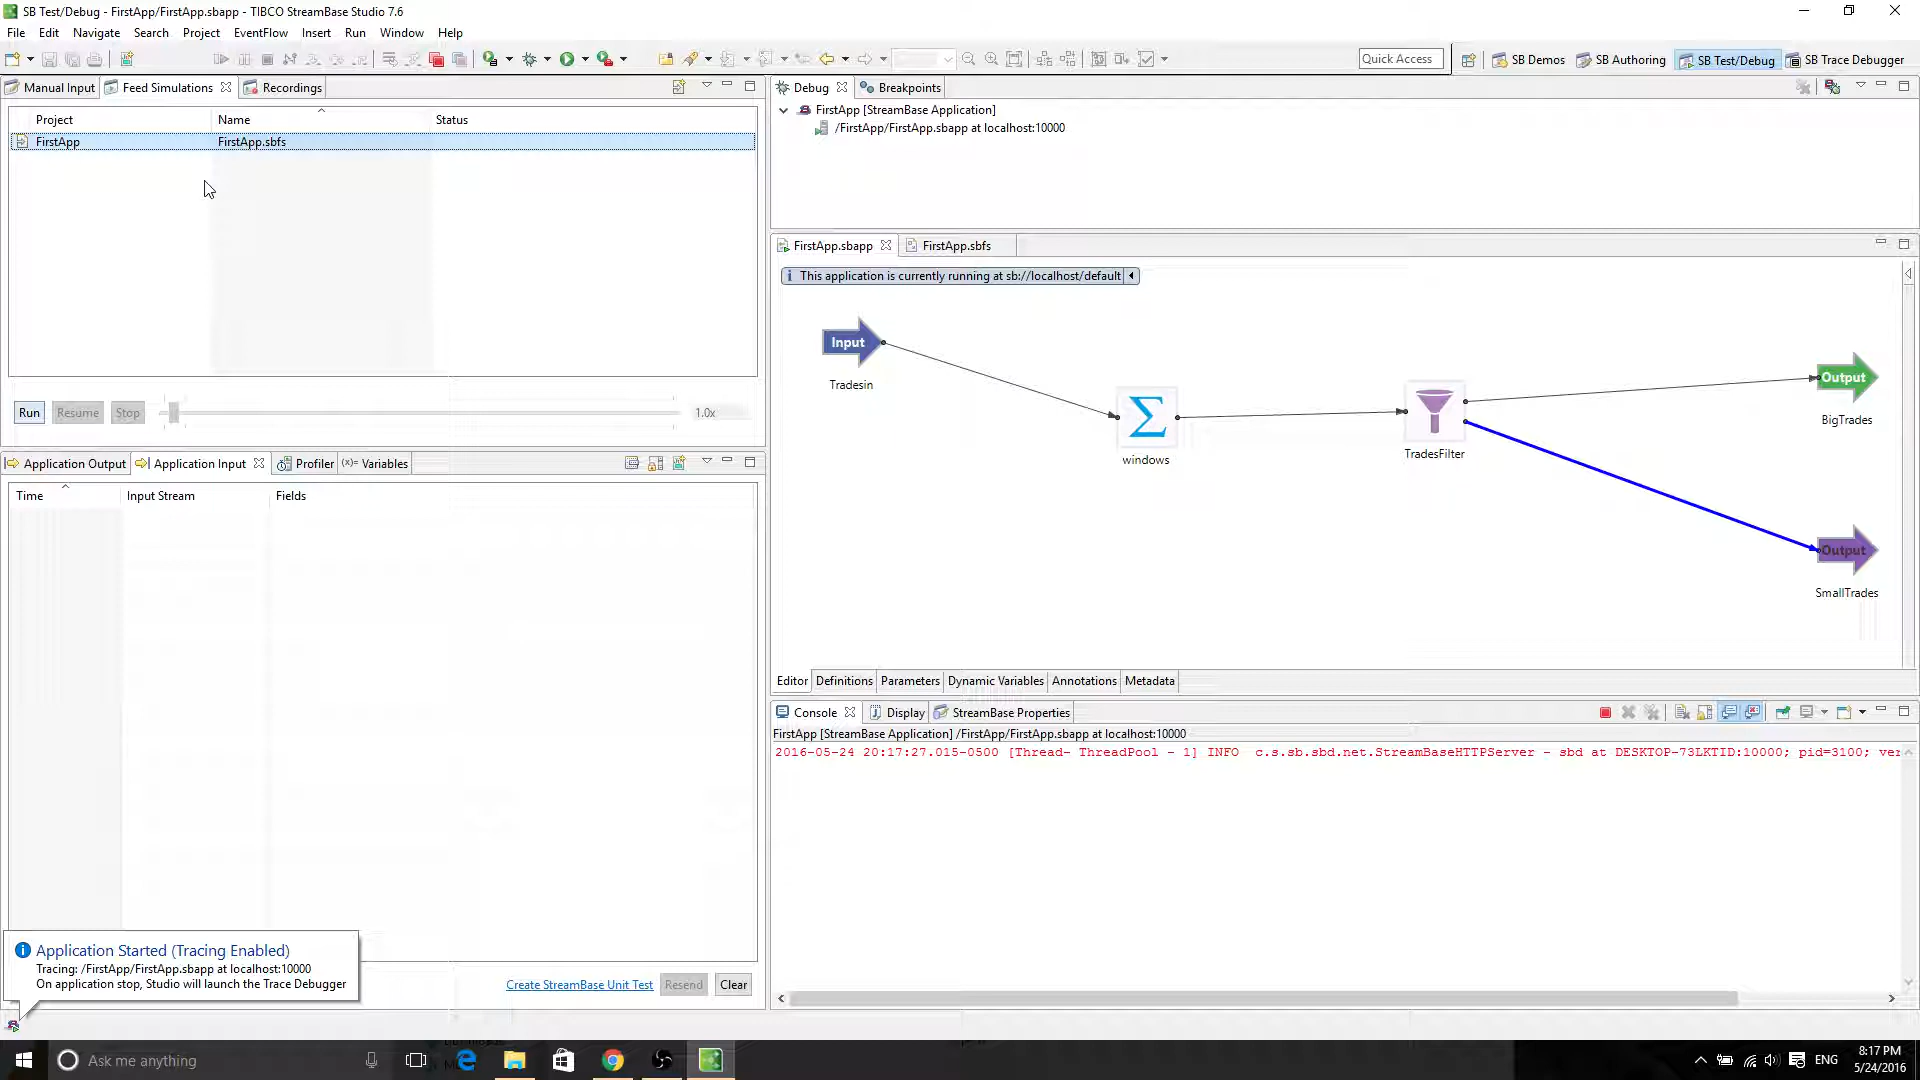 SB Test/Debug - FirstApp/FirstApp.sbapp - TIBCO StreamBase Studio 7.6
File Edit Navigate Search Project EventFlow Insert Run Window Help
Quick Access SB Demos SB Authoring SB Test/Debug SB Trace Debugger
Manual Input Feed Simulations Recordings
Project Name Status
FirstApp FirstApp.sbfs
Run Resume Stop 1.0x
Application Output Application Input Profiler (x)= Variables
Time Input Stream Fields
Application Started (Tracing Enabled)
Tracing: /FirstApp/FirstApp.sbapp at localhost:10000
On application stop, Studio will launch the Trace Debugger
Create StreamBase Unit Test Resend Clear
Debug Breakpoints
FirstApp [StreamBase Application]
/FirstApp/FirstApp.sbapp at localhost:10000
FirstApp.sbapp FirstApp.sbfs
This application is currently running at sb://localhost/default
Input
Tradesin
windows
TradesFilter
Output
BigTrades
Output
SmallTrades
Editor Definitions Parameters Dynamic Variables Annotations Metadata
Console Display StreamBase Properties
FirstApp [StreamBase Application] /FirstApp/FirstApp.sbapp at localhost:10000
2016-05-24 20:17:27.015-0500 [Thread- ThreadPool - 1] INFO c.s.sb.sbd.net.StreamBaseHTTPServer - sbd at DESKTOP-73LKTID:10000; pid=3100; ver
Ask me anything
ENG
8:17 PM
5/24/2016